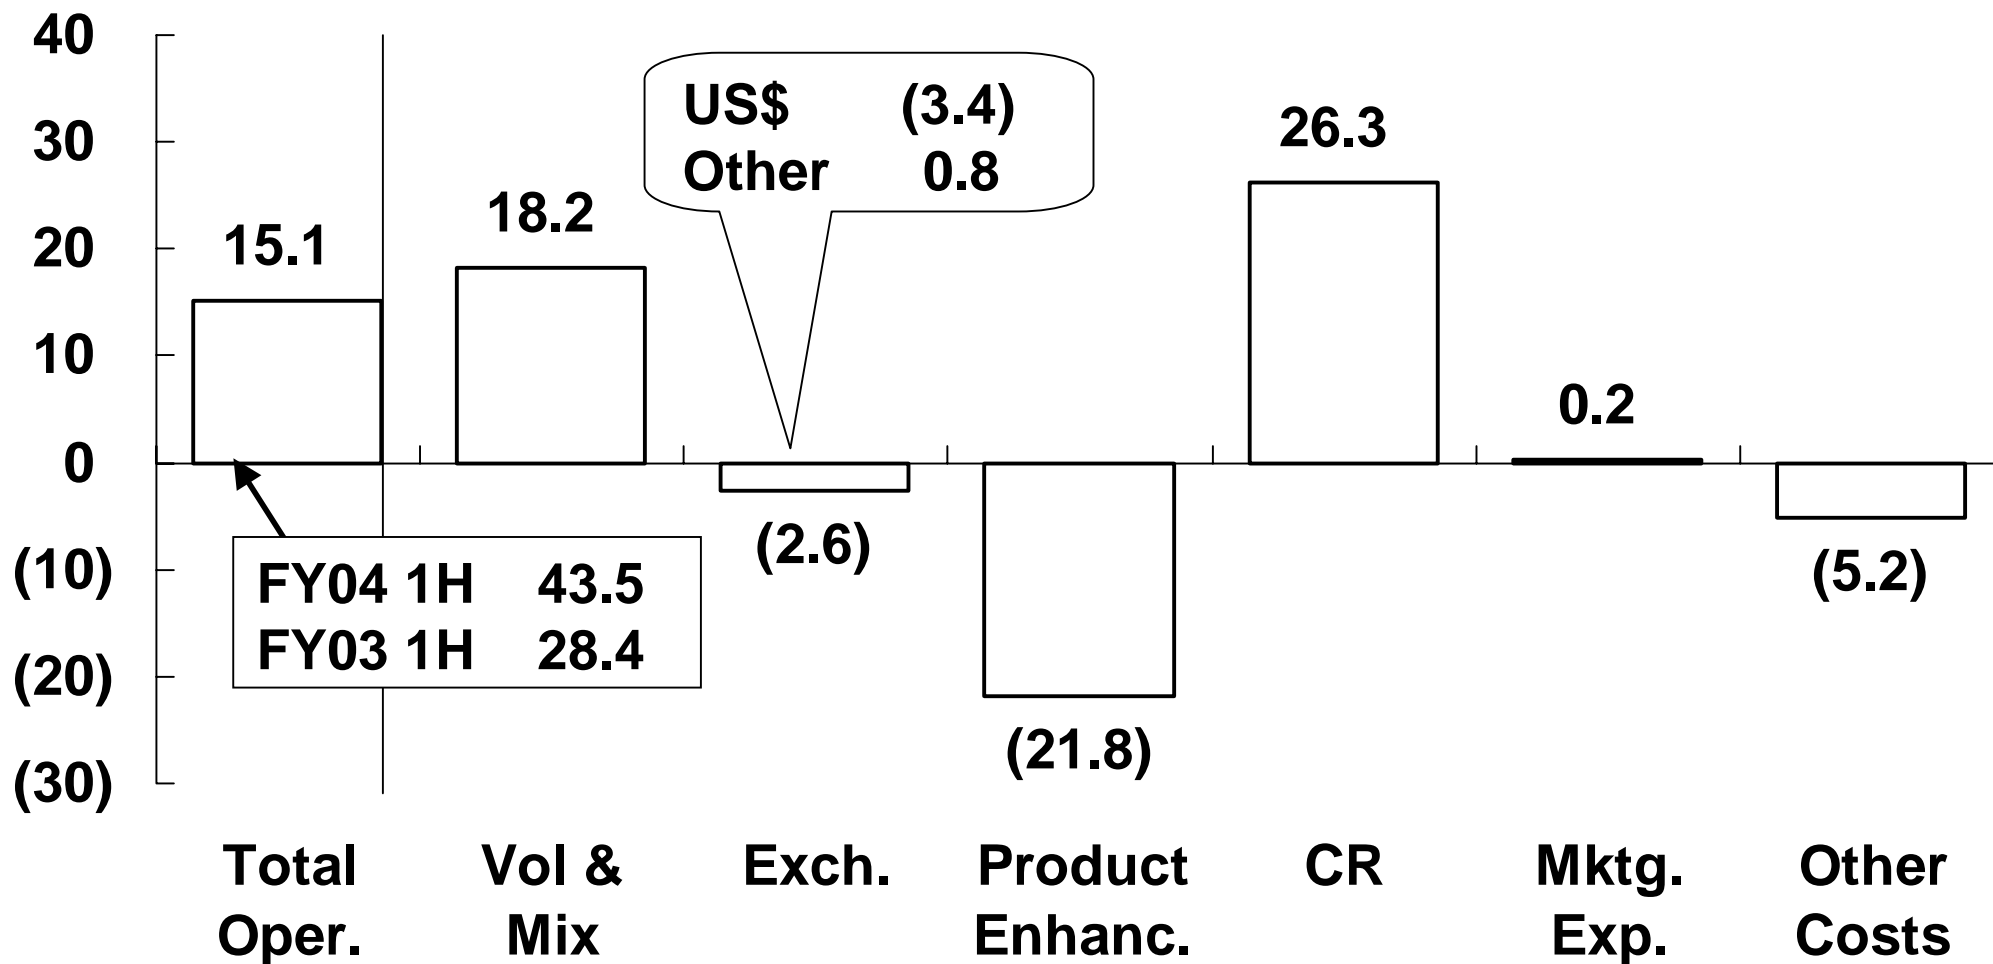 40
30
20
10
0
(10)
(20)
(30)
US$ (3.4)
Other 0.8
15.1
18.2
(2.6)
(21.8)
26.3
0.2
(5.2)
FY04 1H 43.5
FY03 1H 28.4
Total
Oper.
Vol &
Mix
Exch.
Product
Enhanc.
CR
Mktg.
Exp.
Other
Costs